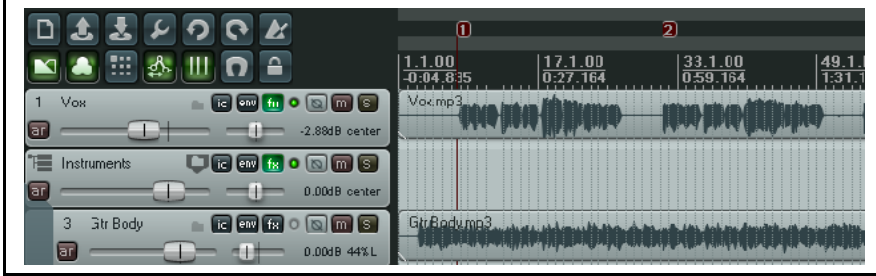 1 2
1.1.00 17.1.00 33.1.00 49.1.
-0:04.835 0:27.164 0:59.164 1:31.1
1 Vox ic env fx m s
Vox.mp3
ar -2.88dB center
Instruments ic env fx m s
ar 0.00dB center
3 Gtr Body ic env fx m s
Gtr Body.mp3
ar 0.00dB 44%L